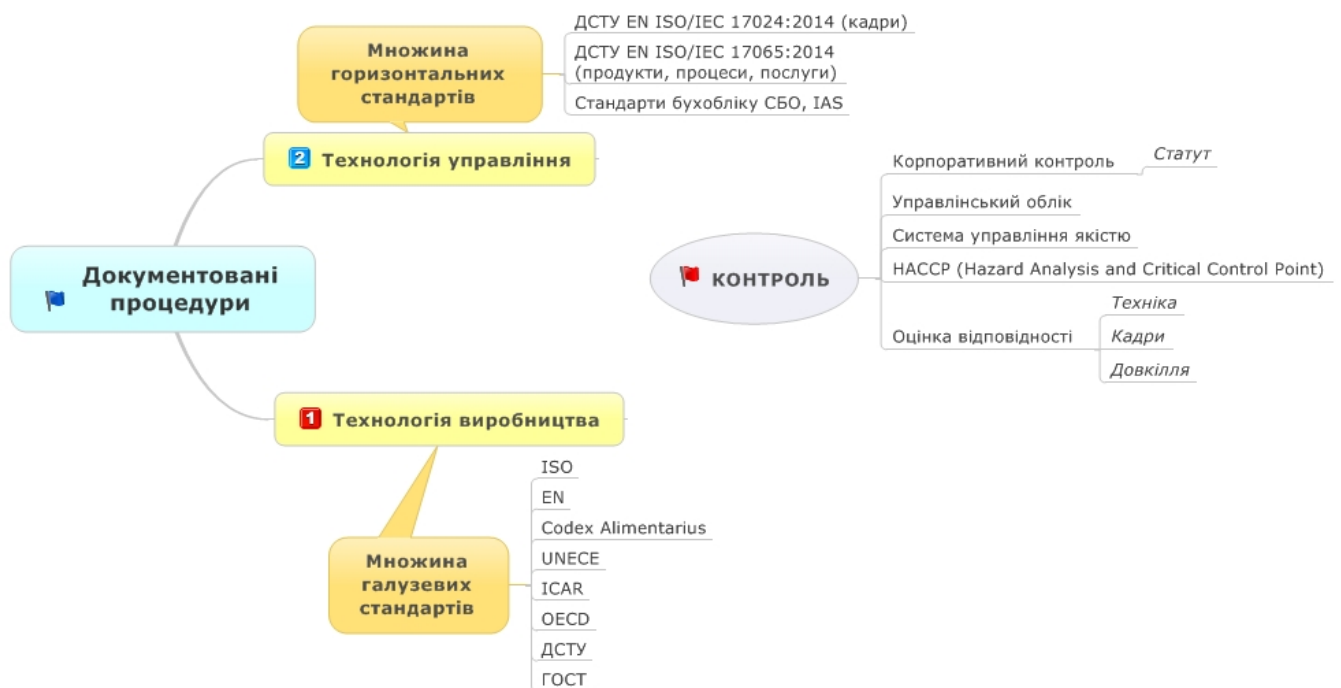 ДСТУ EN ISO/IEC 17024:2014 (кадри)
Множина
горизонтальних
стандартів
ДСТУ EN ISO/IEC 17065:2014
(продукти, процеси, послуги)
Стандарти бухобліку СБО, IAS
2 Технологія управління
Документовані
процедури
1 Технологія виробництва
Множина
галузевих
стандартів
ISO
EN
Codex Alimentarius
UNECE
ICAR
OECD
ДСТУ
ГОСТ
КОНТРОЛЬ
Корпоративний контроль
Статут
Управлінський облік
Система управління якістю
HACCP (Hazard Analysis and Critical Control Point)
Оцінка відповідності
Техніка
Кадри
Довкілля